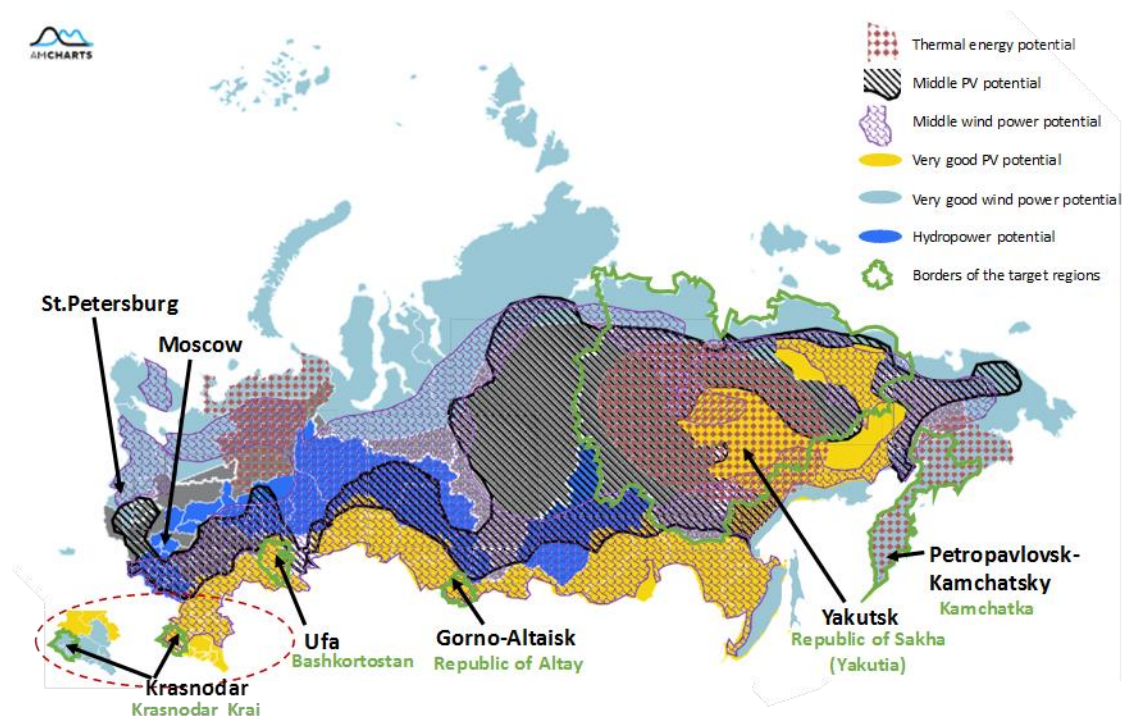 AMCHARTS
Thermal energy potential
Middle PV potential
Middle wind power potential
Very good PV potential
Very good wind power potential
Hydropower potential
Borders of the target regions
St.Petersburg
Moscow
Petropavlovsk-
Kamchatsky
Kamchatka
Yakutsk
Republic of Sakha
(Yakutia)
Gorno-Altaisk
Republic of Altay
Ufa
Bashkortostan
Krasnodar
Krasnodar Krai